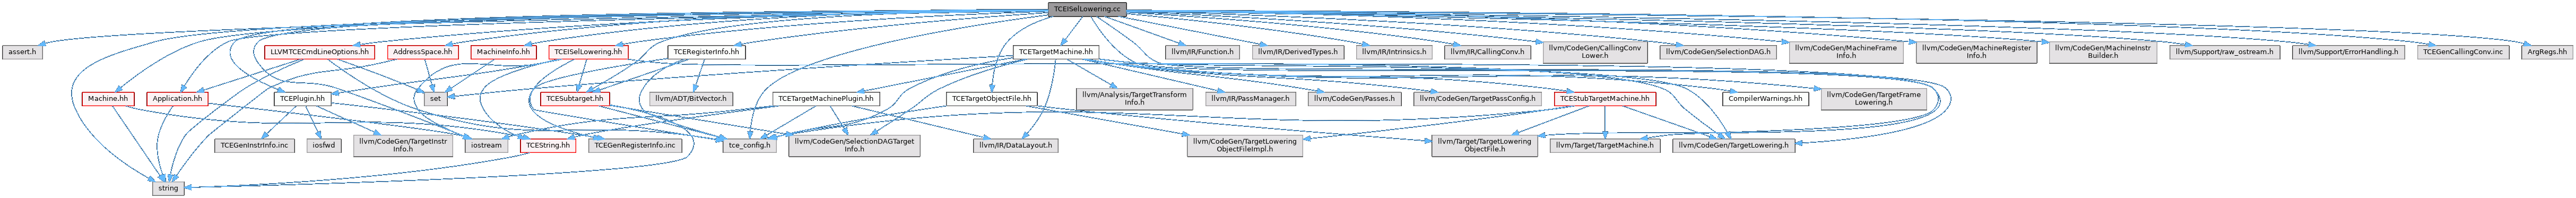 TCEISelLowering.cc
assert.h
LLVMTCECmdLineOptions.hh
AddressSpace.hh
MachineInfo.hh
TCEISelLowering.hh
TCERegisterInfo.hh
TCETargetMachine.hh
llvm/IR/Function.h
llvm/IR/DerivedTypes.h
llvm/IR/Intrinsics.h
llvm/IR/CallingConv.h
llvm/CodeGen/CallingConv
Lower.h
llvm/CodeGen/SelectionDAG.h
llvm/CodeGen/MachineFrame
Info.h
llvm/CodeGen/MachineRegister
Info.h
llvm/CodeGen/MachineInstr
Builder.h
llvm/Support/raw_ostream.h
llvm/Support/ErrorHandling.h
TCEGenCallingConv.inc
ArgRegs.hh
Machine.hh
Application.hh
TCEPlugin.hh
set
TCESubtarget.hh
llvm/ADT/BitVector.h
TCETargetMachinePlugin.hh
TCETargetObjectFile.hh
llvm/Analysis/TargetTransform
Info.h
llvm/IR/PassManager.h
llvm/CodeGen/Passes.h
llvm/CodeGen/TargetPassConfig.h
TCEStubTargetMachine.hh
CompilerWarnings.hh
llvm/CodeGen/TargetFrame
Lowering.h
TCEGenInstrInfo.inc
iosfwd
llvm/CodeGen/TargetInstr
Info.h
iostream
TCEString.hh
TCEGenRegisterInfo.inc
tce_config.h
llvm/CodeGen/SelectionDAGTarget
Info.h
llvm/IR/DataLayout.h
llvm/CodeGen/TargetLowering
ObjectFileImpl.h
llvm/Target/TargetLowering
ObjectFile.h
llvm/Target/TargetMachine.h
llvm/CodeGen/TargetLowering.h
string